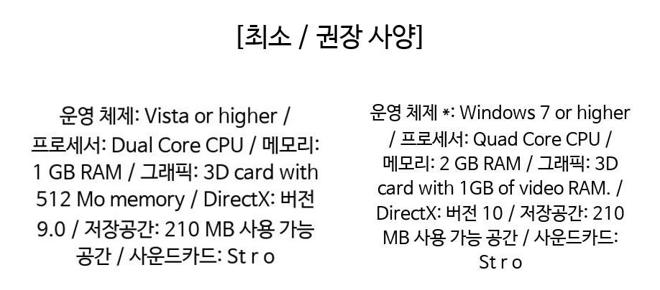 [최소 / 권장 사양]
운영 체제: Vista or higher /
프로세서: Dual Core CPU / 메모리:
1 GB RAM / 그래픽: 3D card with
512 Mo memory / DirectX: 버전
9.0 / 저장공간: 210 MB 사용 가능
공간 / 사운드카드: St r o
운영 체제 *: Windows 7 or higher
/ 프로세서: Quad Core CPU /
메모리: 2 GB RAM / 그래픽: 3D
card with 1GB of video RAM. /
DirectX: 버전 10 / 저장공간: 210
MB 사용 가능 공간 / 사운드카드:
St r o